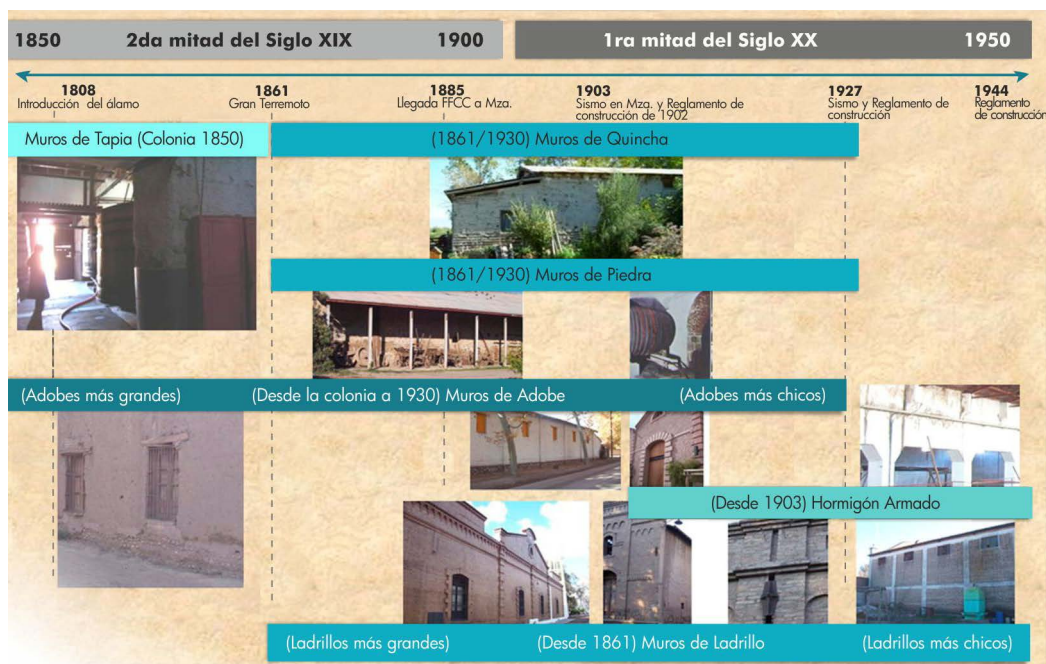 1850 2da mitad del Siglo XIX 1900 1ra mitad del Siglo XX 1950
1808
Introducción del álamo
1861
Gran Terremoto
1885
Llegada FFCC a Mza.
1903
Sismo en Mza. y Reglamento de
construcción de 1902
1927
Sismo y Reglamento de
construcción
1944
Reglamento
de construcción
Muros de Tapia (Colonia 1850)
(1861/1930) Muros de Quincha
(1861/1930) Muros de Piedra
(Adobes más grandes) (Desde la colonia a 1930) Muros de Adobe (Adobes más chicos)
(Desde 1903) Hormigón Armado
(Ladrillos más grandes) (Desde 1861) Muros de Ladrillo (Ladrillos más chicos)